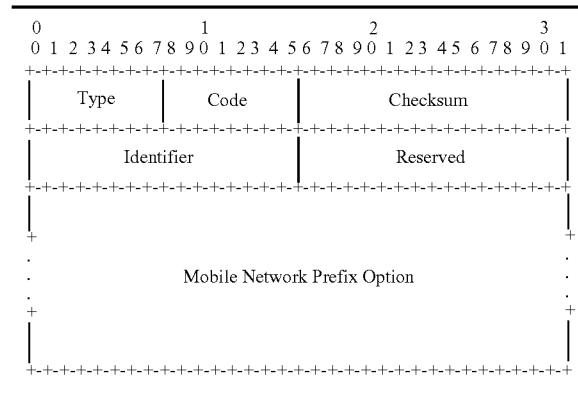 0 1 2 3
0 1 2 3 4 5 6 7 8 9 0 1 2 3 4 5 6 7 8 9 0 1 2 3 4 5 6 7 8 9 0 1
+-+-+-+-+-+-+-+-+-+-+-+-+-+-+-+-+-+-+-+-+-+-+-+-+-+-+-+-+-+-+-+-+
| Type | Code | Checksum |
+-+-+-+-+-+-+-+-+-+-+-+-+-+-+-+-+-+-+-+-+-+-+-+-+-+-+-+-+-+-+-+-+
| Identifier | Reserved |
+-+-+-+-+-+-+-+-+-+-+-+-+-+-+-+-+-+-+-+-+-+-+-+-+-+-+-+-+-+-+-+-+
| |
+ +
. .
. Mobile Network Prefix Option .
. .
+ +
| |
+-+-+-+-+-+-+-+-+-+-+-+-+-+-+-+-+-+-+-+-+-+-+-+-+-+-+-+-+-+-+-+-+